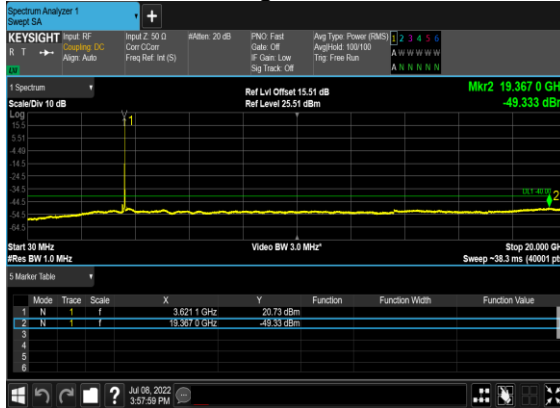 Spectrum Analyzer 1
Swept SA
+
KEYSIGHT Input: RF Input Z: 50 Ω #Atten: 20 dB PNO: Fast Avg Type: Power (RMS) 1 2 3 4 5 6
R T Coupling: DC Corr CCorr Gate: Off Avg|Hold: 100/100 A W W W W W
Align: Auto Freq Ref: Int (S) IF Gain: Low Trig: Free Run
Sig Track: Off A N N N N N
1 Spectrum Ref Lvl Offset 15.51 dB Mkr2 19.367 0 GH
Scale/Div 10 dB Ref Level 25.51 dBm -49.333 dBr
Log
15.5
5.51
-4.49
-14.5
-24.5
-34.5
-44.5
-54.5
-64.5
1
2
Start 30 MHz Video BW 3.0 MHz* Stop 20.000 GH
#Res BW 1.0 MHz Sweep ~38.3 ms (40001 pt
5 Marker Table
Mode Trace Scale X Y Function Function Width Function Value
1 N 1 f 3.621 1 GHz 20.73 dBm
2 N 1 f 19.367 0 GHz -49.33 dBm
3
4
5
6
? Jul 08, 2022
3:57:59 PM